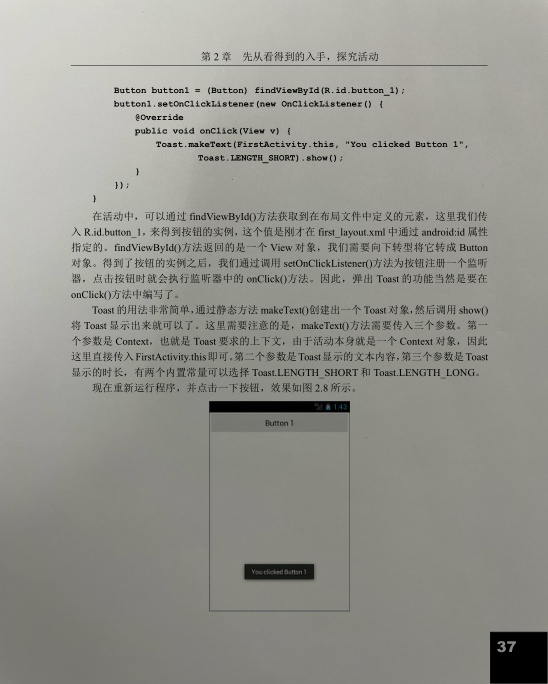 第 2 章 先从看得到的入手，探究活动
Button button1 = (Button) findViewById(R.id.button_1);
button1.setOnClickListener(new OnClickListener() {
@Override
public void onClick(View v) {
Toast.makeText(FirstActivity.this, "You clicked Button 1",
Toast.LENGTH_SHORT).show();
}
});
}
在活动中，可以通过 findViewById()方法获取到在布局文件中定义的元素，这里我们传
入 R.id.button_1，来得到按钮的实例，这个值是刚才在 first_layout.xml 中通过 android:id 属性
指定的。findViewById()方法返回的是一个 View 对象，我们需要向下转型将它转成 Button
对象。得到了按钮的实例之后，我们通过调用 setOnClickListener()方法为按钮注册一个监听
器，点击按钮时就会执行监听器中的 onClick()方法。因此，弹出 Toast 的功能当然是要在
onClick()方法中编写了。
Toast 的用法非常简单，通过静态方法 makeText()创建出一个 Toast 对象，然后调用 show()
将 Toast 显示出来就可以了。这里需要注意的是，makeText()方法需要传入三个参数。第一
个参数是 Context，也就是 Toast 要求的上下文，由于活动本身就是一个 Context 对象，因此
这里直接传入 FirstActivity.this 即可。第二个参数是 Toast 显示的文本内容，第三个参数是 Toast
显示的时长，有两个内置常量可以选择 Toast.LENGTH_SHORT 和 Toast.LENGTH_LONG。
现在重新运行程序，并点击一下按钮，效果如图 2.8 所示。
1:43
Button 1
You clicked Button 1
37